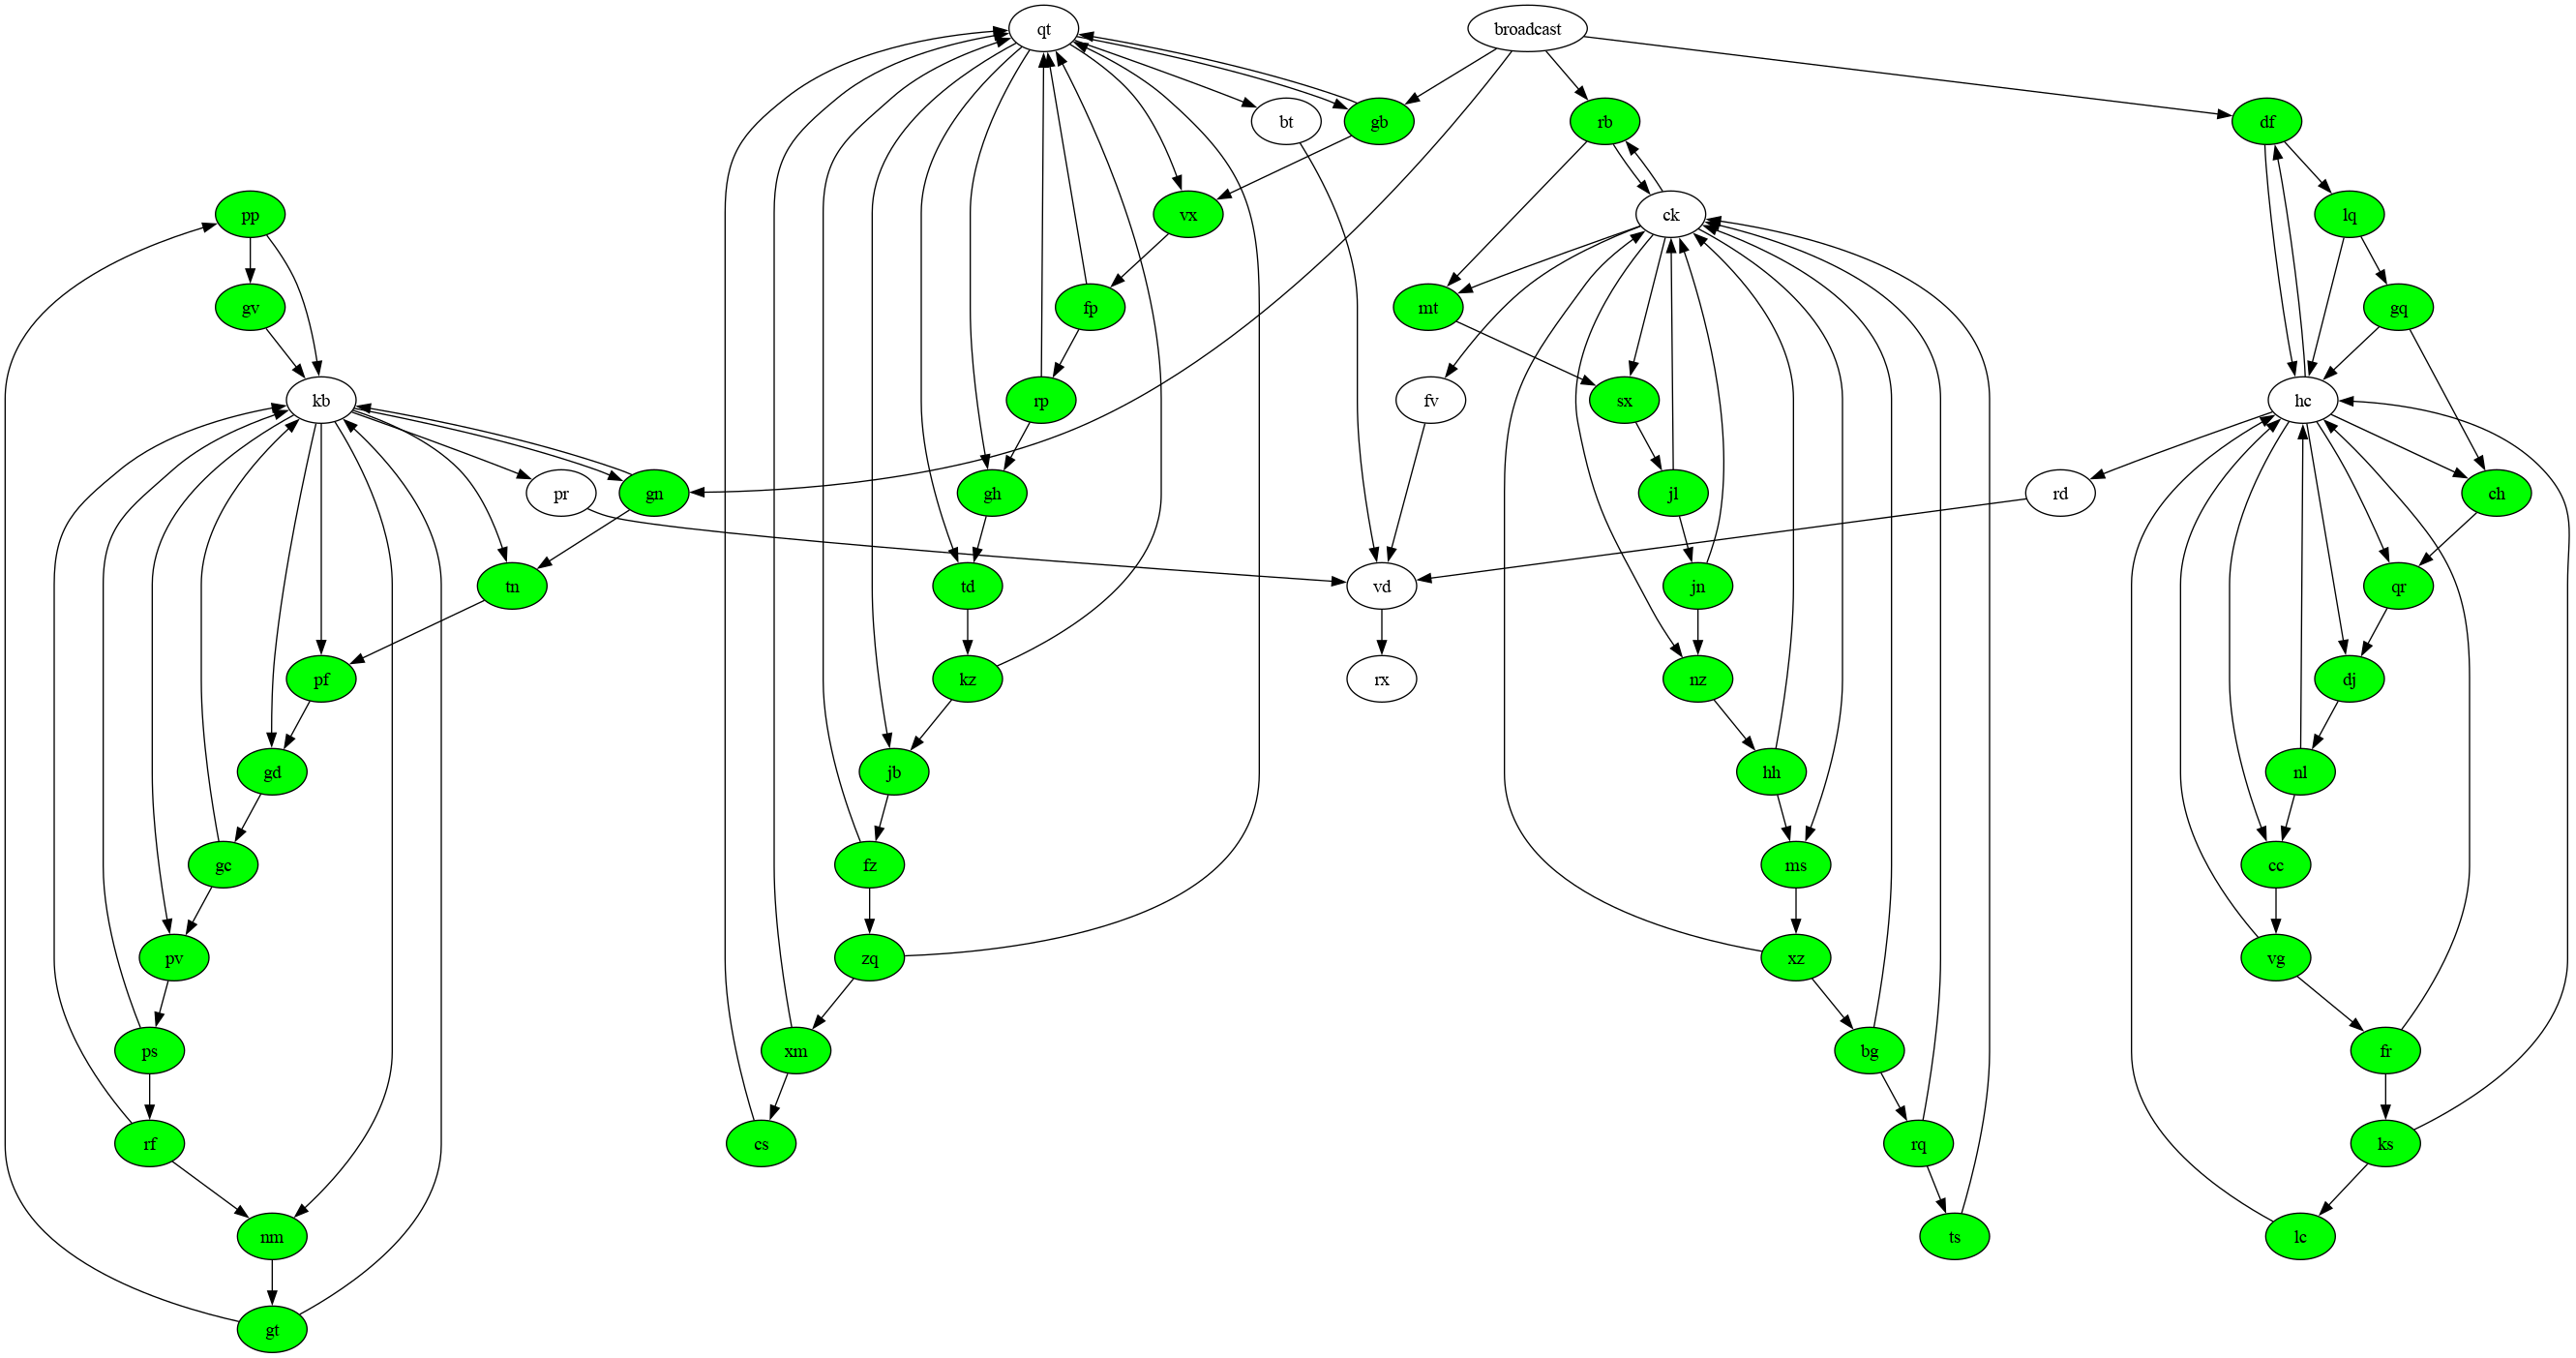 qt
broadcast
bt
gb
rb
df
pp
vx
ck
lq
gv
fp
mt
gq
kb
rp
fv
sx
hc
pr
gn
gh
jl
rd
ch
tn
td
vd
jn
qr
pf
kz
rx
nz
dj
gd
jb
hh
nl
gc
fz
ms
cc
pv
zq
xz
vg
ps
xm
bg
fr
rf
cs
rq
ks
nm
ts
lc
gt